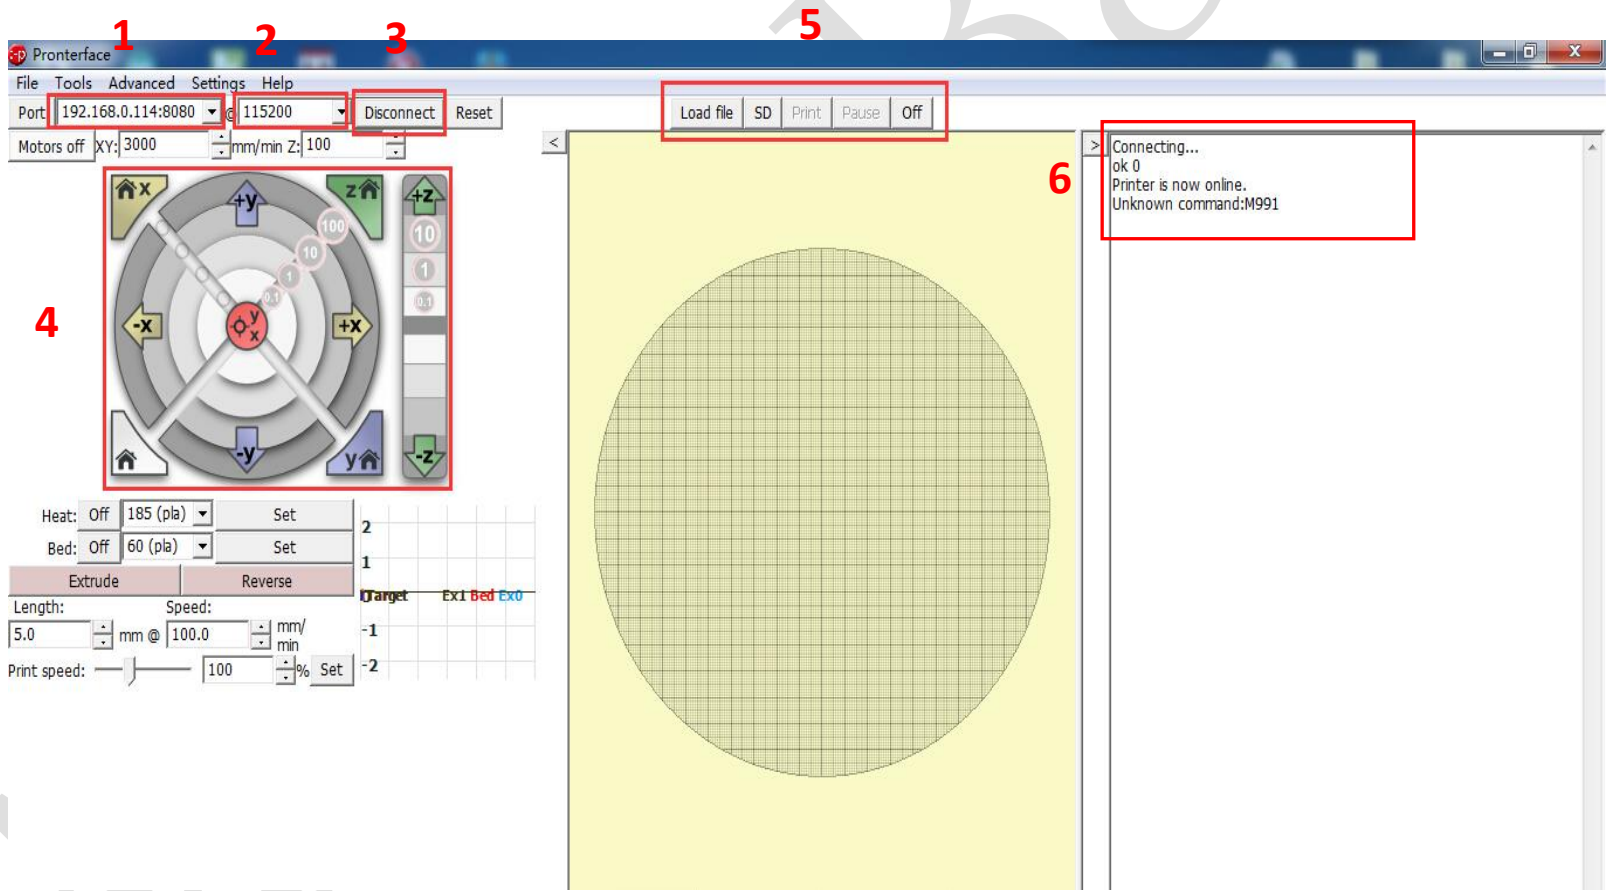 1 2 3 5
Pronterface
File Tools Advanced Settings Help
Port 192.168.0.114:8080 @ 115200 Disconnect Reset Load file SD Print Pause Off
Motors off XY: 3000 mm/min Z: 100 < >
Connecting...
ok 0
Printer is now online.
Unknown command:M991
6
x z
+y +z
100 10
10
1 1
0.1 0.1
4
-x y x +x
-y -z
y
Heat: Off 185 (pla) Set
Bed: Off 60 (pla) Set
Extrude Reverse
Length: Speed:
5.0 mm @ 100.0 mm/
min
Print speed: 100 % Set
2
1
Target Ex1 Bed Ex0
-1
-2